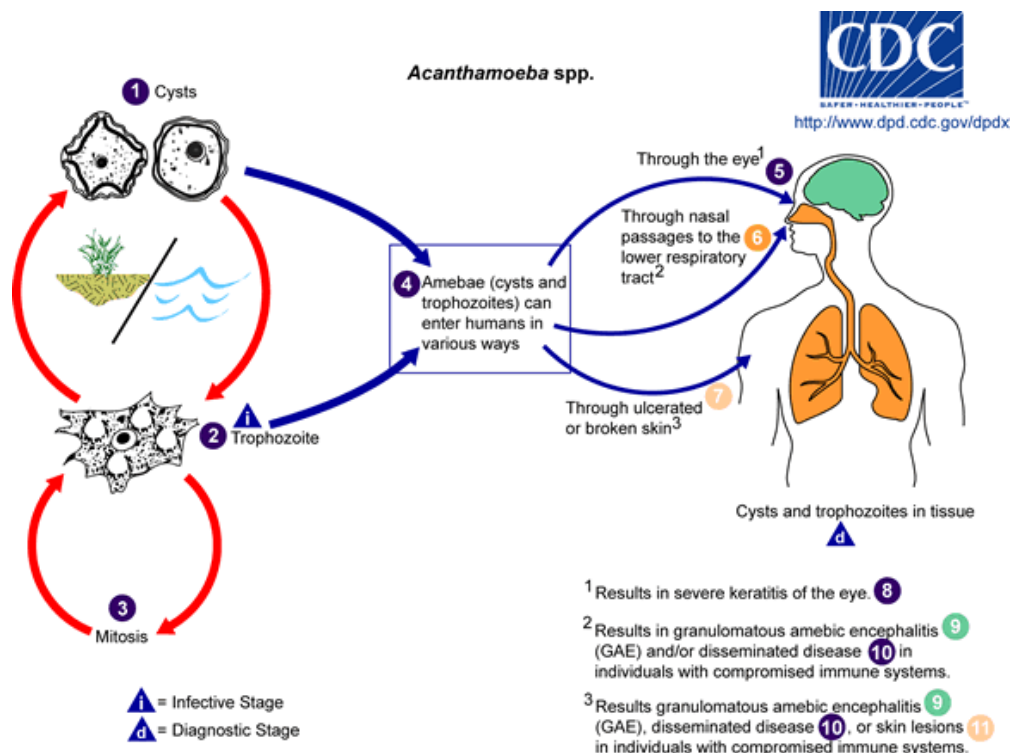 CDC
SAFER·HEALTHIER·PEOPLE™
http://www.dpd.cdc.gov/dpdx
Acanthamoeba spp.
1 Cysts
2 Trophozoite
i
3
Mitosis
4 Amebae (cysts and
trophozoites) can
enter humans in
various ways
Through the eye1 5
Through nasal
passages to the 6
lower respiratory
tract2
7
Through ulcerated
or broken skin3
Cysts and trophozoites in tissue
d
1 Results in severe keratitis of the eye. 8
2 Results in granulomatous amebic encephalitis 9
(GAE) and/or disseminated disease 10 in
individuals with compromised immune systems.
3 Results granulomatous amebic encephalitis 9
(GAE), disseminated disease 10, or skin lesions 11
in individuals with compromised immune systems.
i = Infective Stage
d = Diagnostic Stage